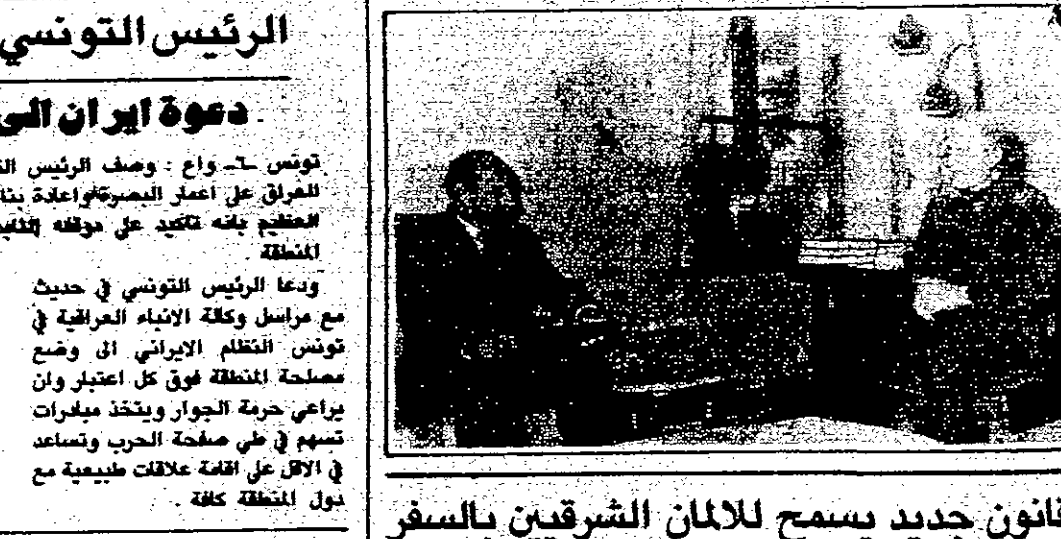 الرئيس التونسي
دعوة ايران الى
تونس - واع : وصف الرئيس
للعراق على اعمار البصرة واعادة
العظيم بانه تاكيد على موقفه
المنطقة .
ودعا الرئيس التونسي في حديث
مع مراسل وكالة الانباء العراقية في
تونس النظام الايراني الى وضع
مصلحة المنطقة فوق كل اعتبار وان
يراعي حرمة الجوار ويتخذ مبادرات
تسهم في طي صفحة الحرب وتساعد
في الاقل على اقامة علاقات طبيعية مع
دول المنطقة كافة .
قانون جديد يسمح للالمان الشرقيين بالسفر